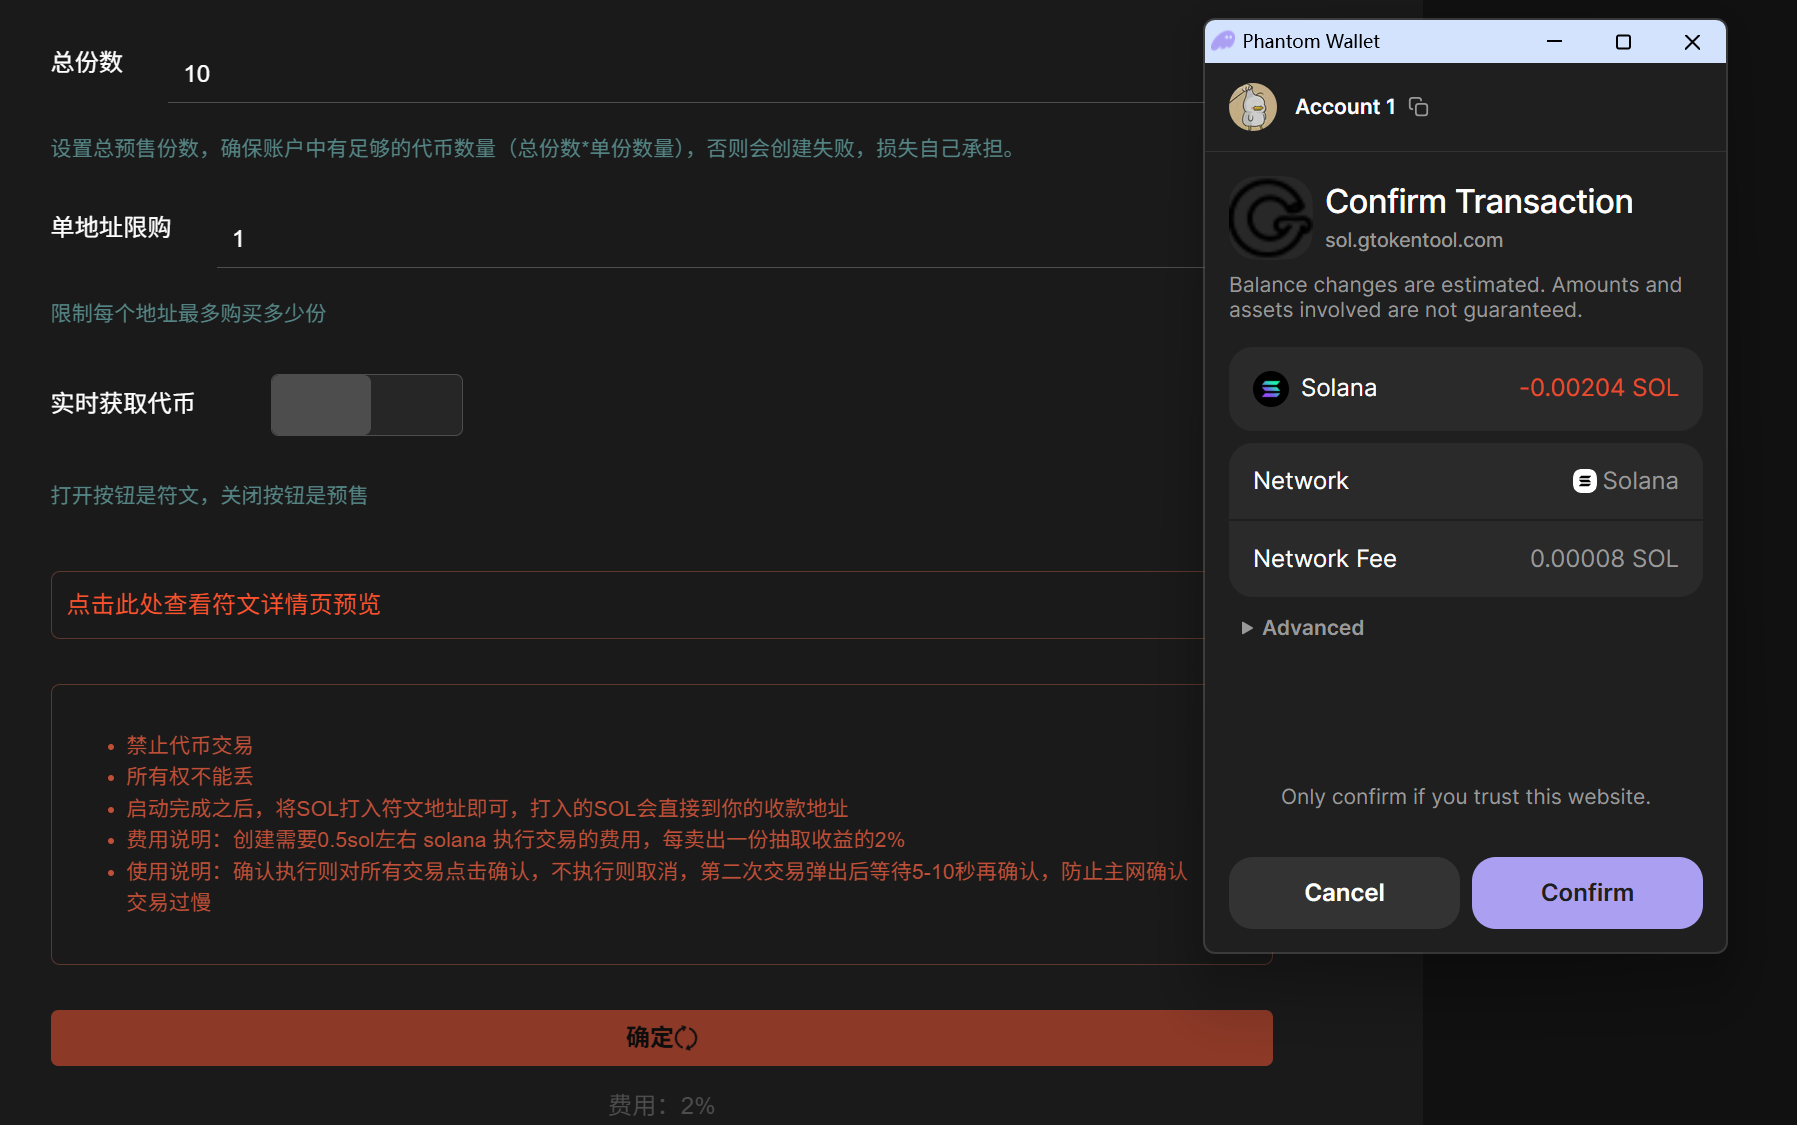 总份数
10
设置总预售份数，确保账户中有足够的代币数量（总份数*单份数量），否则会创建失败，损失自己承担。
单地址限购
1
限制每个地址最多购买多少份
实时获取代币
打开按钮是符文，关闭按钮是预售
点击此处查看符文详情页预览
• 禁止代币交易
• 所有权不能丢
• 启动完成之后，将SOL打入符文地址即可，打入的SOL会直接到你的收款地址
• 费用说明：创建需要0.5sol左右 solana 执行交易的费用，每卖出一份抽取收益的2%
• 使用说明：确认执行则对所有交易点击确认，不执行则取消，第二次交易弹出后等待5-10秒再确认，防止主网确认
交易过慢
确定
费用：2%
Phantom Wallet
Account 1
Confirm Transaction
sol.gtokentool.com
Balance changes are estimated. Amounts and
assets involved are not guaranteed.
Solana -0.00204 SOL
Network Solana
Network Fee 0.00008 SOL
Advanced
Only confirm if you trust this website.
Cancel Confirm